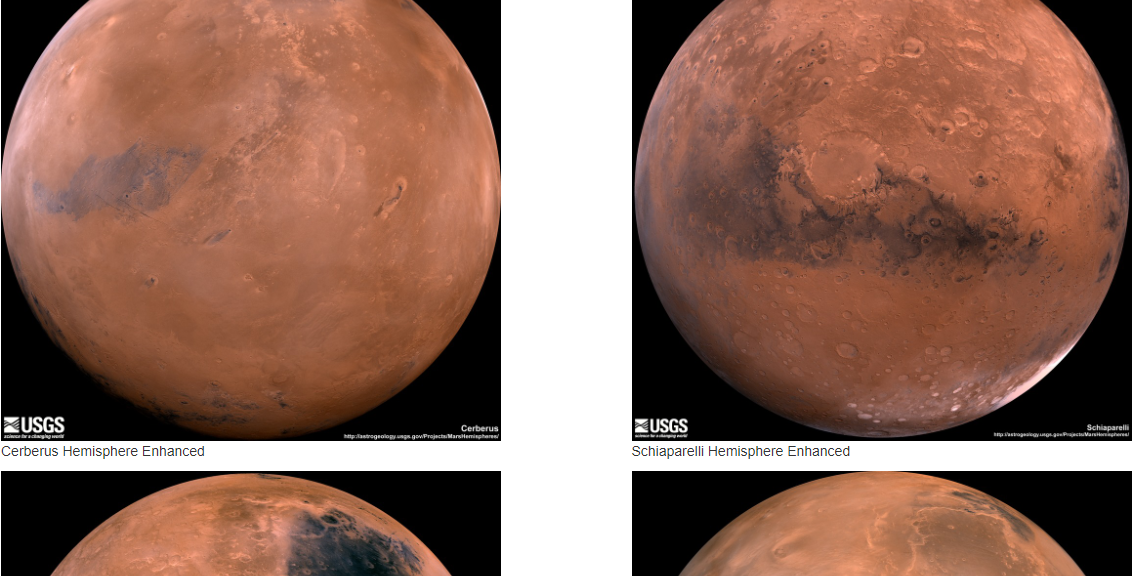 USGS
science for a changing world
Cerberus
http://astrogeology.usgs.gov/Projects/MarsHemispheres/
Cerberus Hemisphere Enhanced
USGS
science for a changing world
Schiaparelli
http://astrogeology.usgs.gov/Projects/MarsHemispheres/
Schiaparelli Hemisphere Enhanced